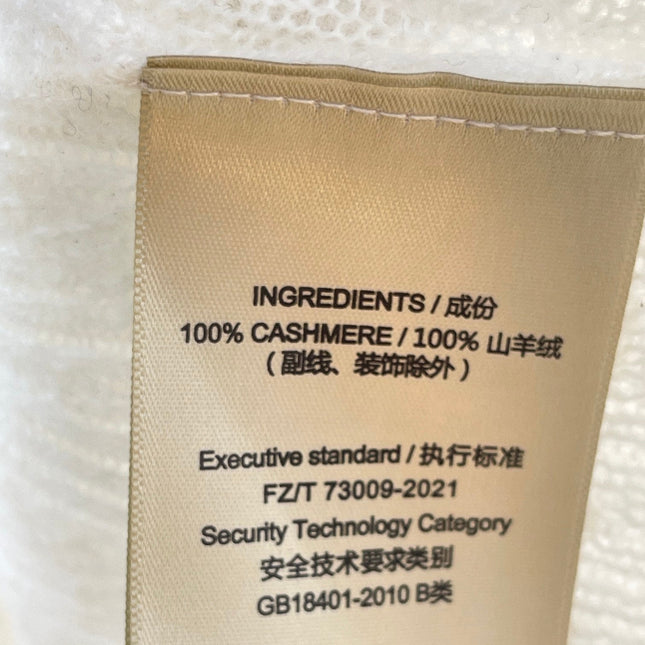 INGREDIENTS / 成份
100% CASHMERE / 100% 山羊绒
( 副线、装饰除外 )
Executive standard / 执行标准
FZ/T 73009-2021
Security Technology Category
安全技术要求类别
GB18401-2010 B类